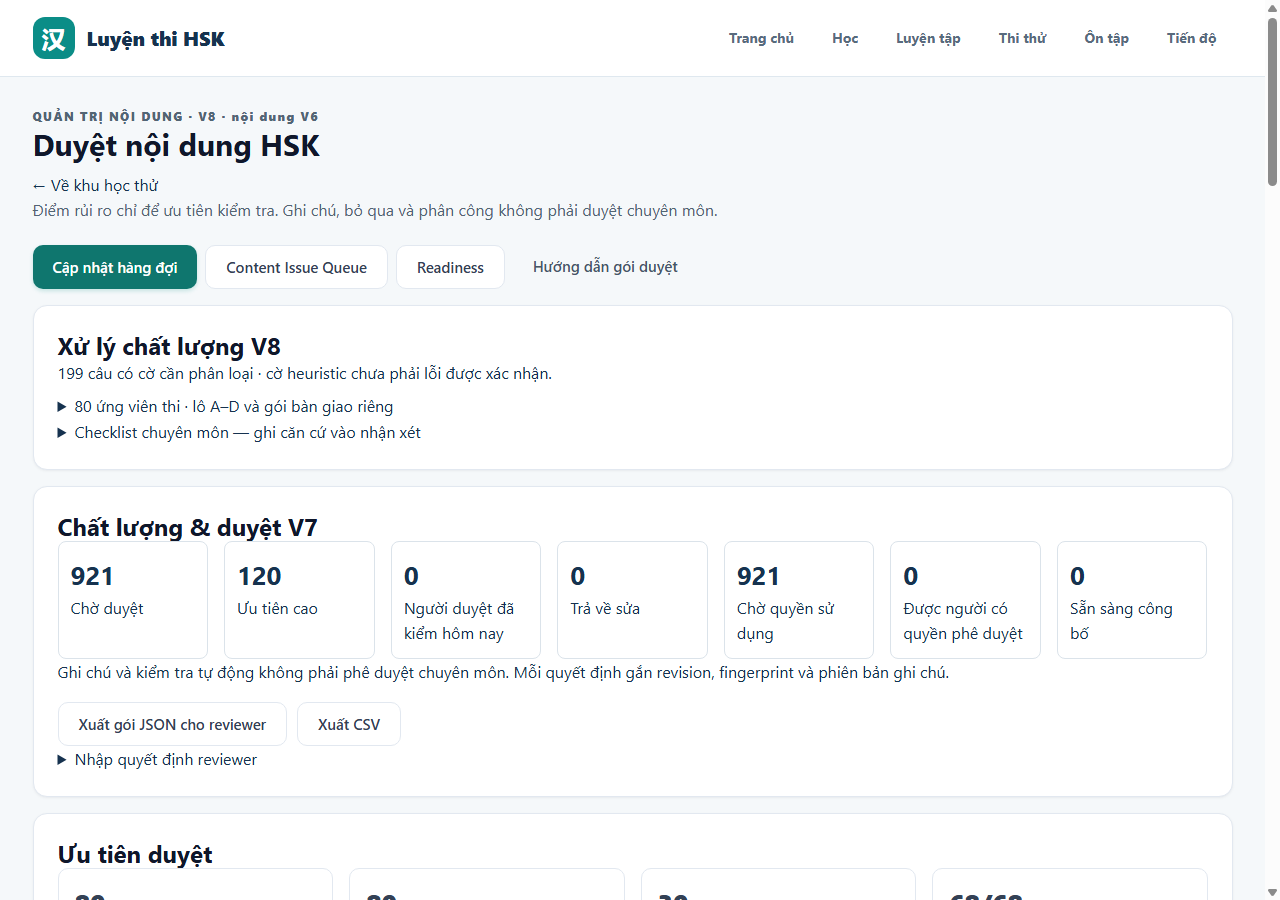 汉 Luyện thi HSK
Trang chủ Học Luyện tập Thi thử Ôn tập Tiến độ
QUẢN TRỊ NỘI DUNG · V8 · nội dung V6
Duyệt nội dung HSK
← Về khu học thử
Điểm rủi ro chỉ để ưu tiên kiểm tra. Ghi chú, bỏ qua và phân công không phải duyệt chuyên môn.
Cập nhật hàng đợi Content Issue Queue Readiness Hướng dẫn gói duyệt
Xử lý chất lượng V8
199 câu có cờ cần phân loại · cờ heuristic chưa phải lỗi được xác nhận.
▶ 80 ứng viên thi · lô A–D và gói bàn giao riêng
▶ Checklist chuyên môn — ghi căn cứ vào nhận xét
Chất lượng & duyệt V7
921
Chờ duyệt
120
Ưu tiên cao
0
Người duyệt đã
kiểm hôm nay
0
Trả về sửa
921
Chờ quyền sử
dụng
0
Được người có
quyền phê duyệt
0
Sẵn sàng công
bố
Ghi chú và kiểm tra tự động không phải phê duyệt chuyên môn. Mỗi quyết định gắn revision, fingerprint và phiên bản ghi chú.
Xuất gói JSON cho reviewer Xuất CSV
▶ Nhập quyết định reviewer
Ưu tiên duyệt